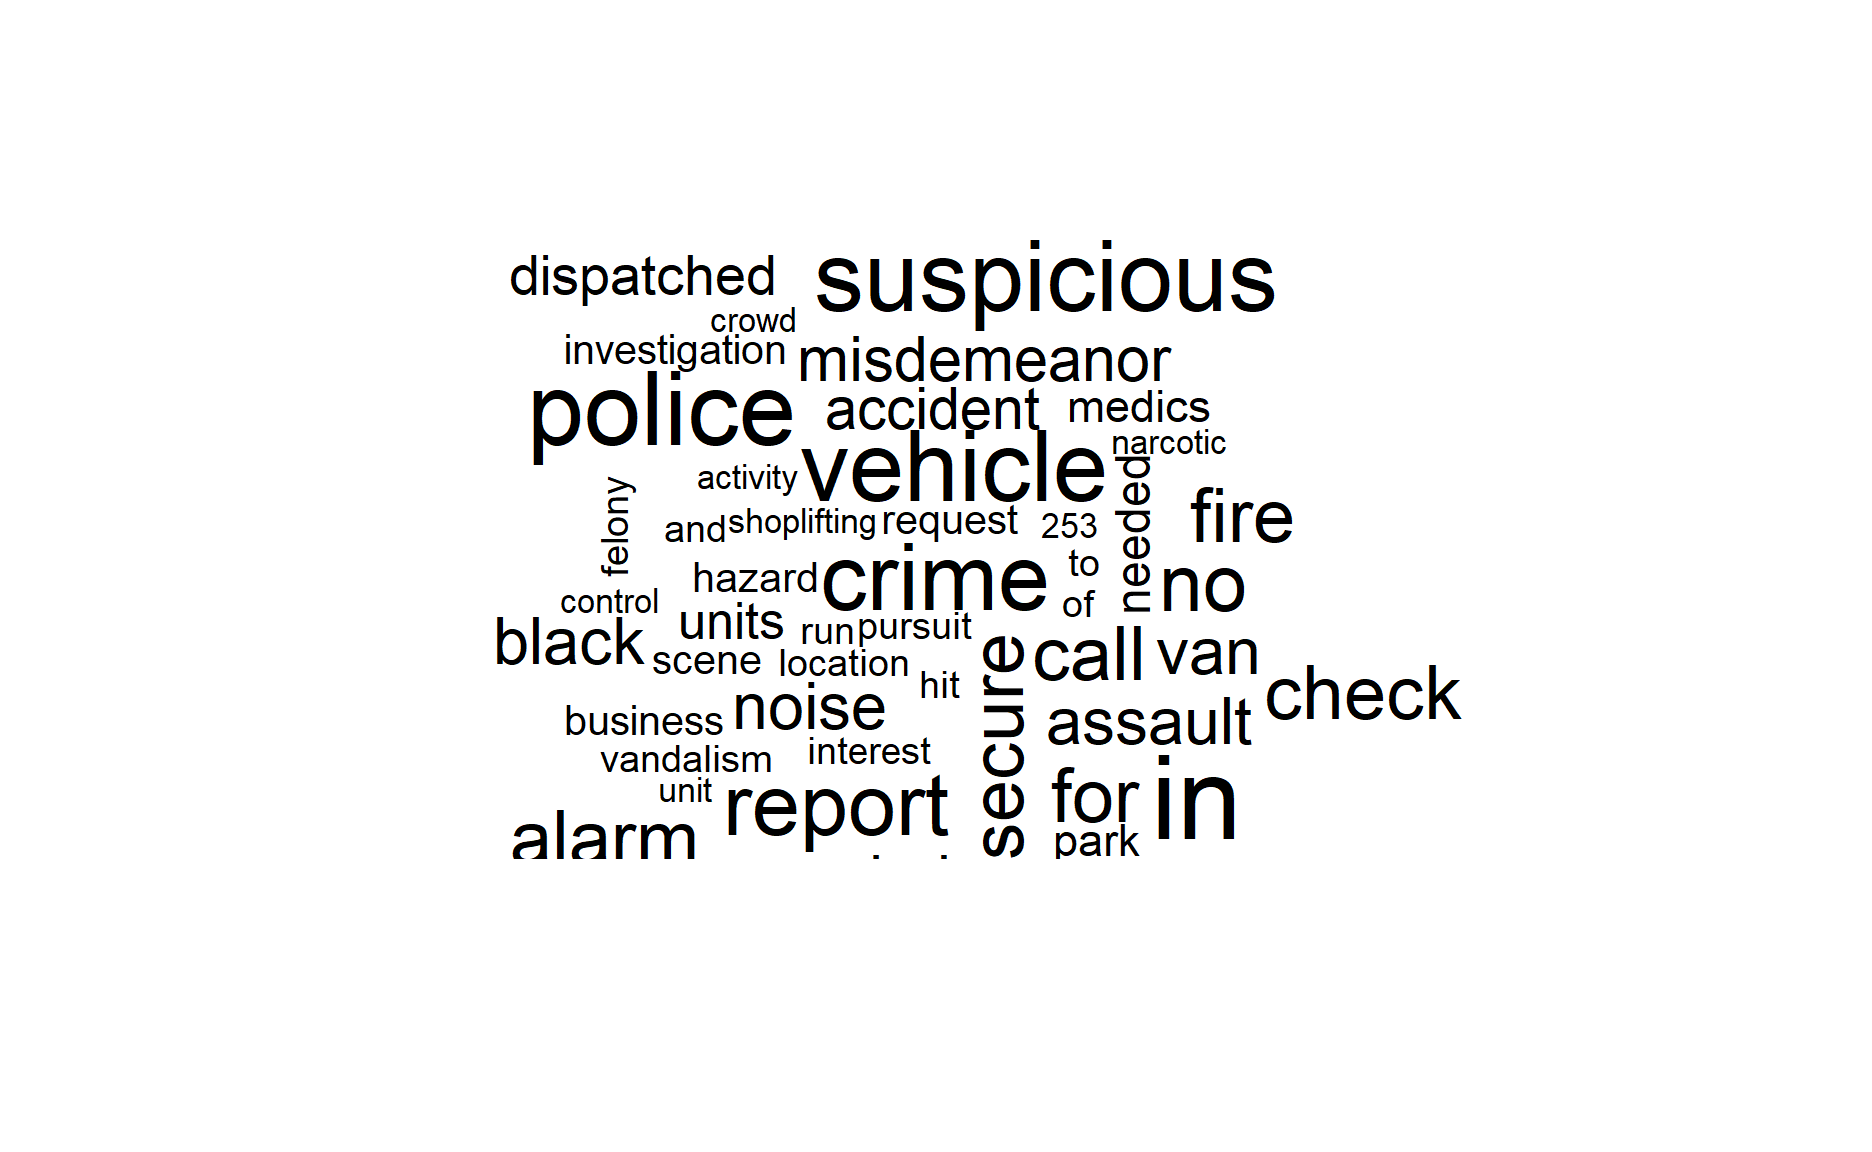 dispatched
suspicious
crowd
investigation
misdemeanor
police
accident
medics
narcotic
vehicle
activity
needed
felony
and
shoplifting
request
253
fire
hazard
crime
to
no
control
of
black
units
run
pursuit
call
van
scene
location
hit
secure
check
business
noise
assault
vandalism
interest
unit
report
for
in
alarm
park